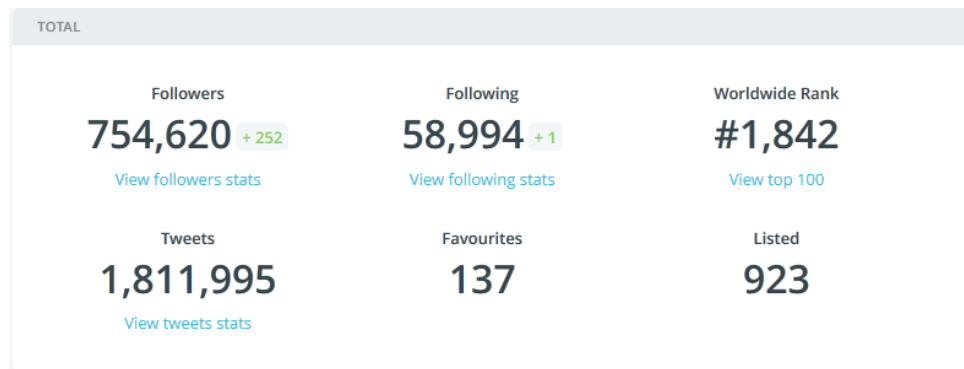 TOTAL
Followers Following Worldwide Rank
754,620 + 252 58,994 + 1 #1,842
View followers stats View following stats View top 100
Tweets Favourites Listed
1,811,995 137 923
View tweets stats